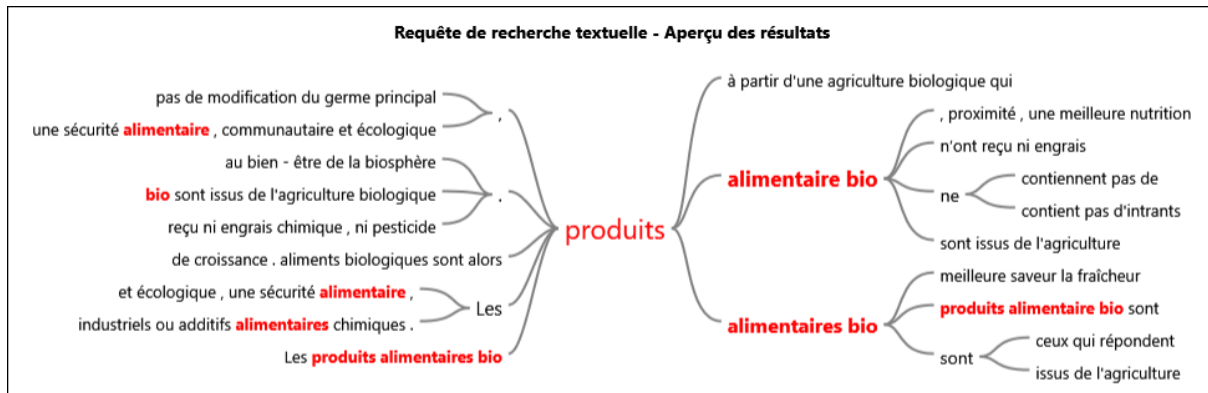 Requête de recherche textuelle - Aperçu des résultats
pas de modification du germe principal
une sécurité alimentaire , communautaire et écologique
,
au bien - être de la biosphère
bio sont issus de l'agriculture biologique
reçu ni engrais chimique , ni pesticide
.
de croissance . aliments biologiques sont alors
et écologique , une sécurité alimentaire ,
industriels ou additifs alimentaires chimiques .
Les
Les produits alimentaires bio
produits
à partir d'une agriculture biologique qui
alimentaire bio
, proximité , une meilleure nutrition
n'ont reçu ni engrais
ne
contiennent pas de
contient pas d'intrants
sont issus de l'agriculture
alimentaires bio
meilleure saveur la fraîcheur
produits alimentaire bio sont
sont
ceux qui répondent
issus de l'agriculture